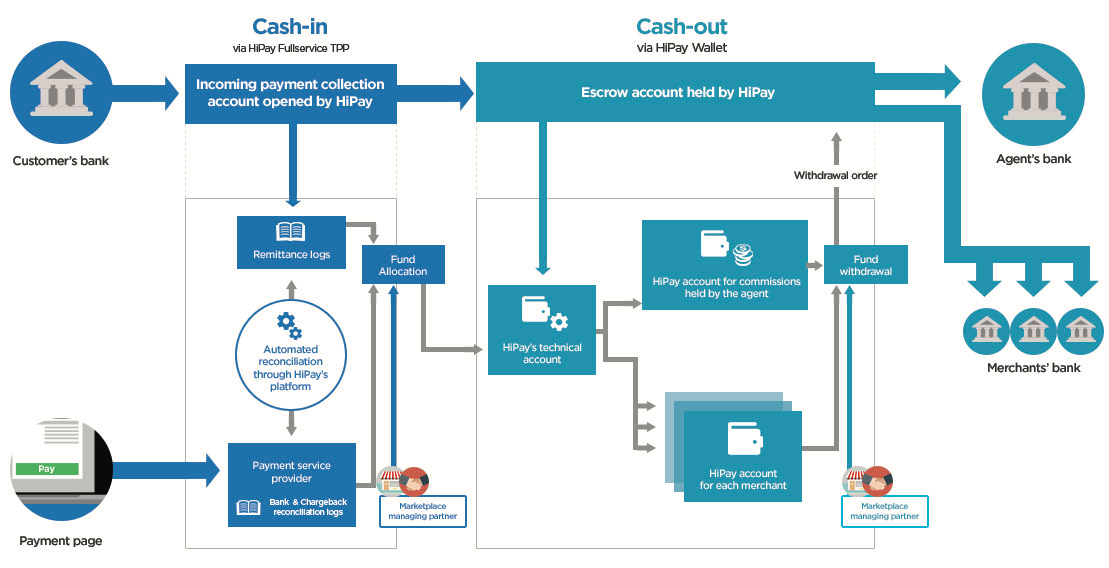 Cash-in
via HiPay Fullservice TPP
Cash-out
via HiPay Wallet
Incoming payment collection
account opened by HiPay
Escrow account held by HiPay
Customer's bank
Agent's bank
Withdrawal order
Remittance logs
Fund
Allocation
HiPay account for commissions
held by the agent
Fund
withdrawal
Automated
reconciliation
through HiPay's
platform
HiPay's technical
account
Merchants' bank
Pay
Payment page
Payment service
provider
Bank & Chargeback
reconciliation logs
HiPay account
for each merchant
Marketplace
managing partner
Marketplace
managing partner